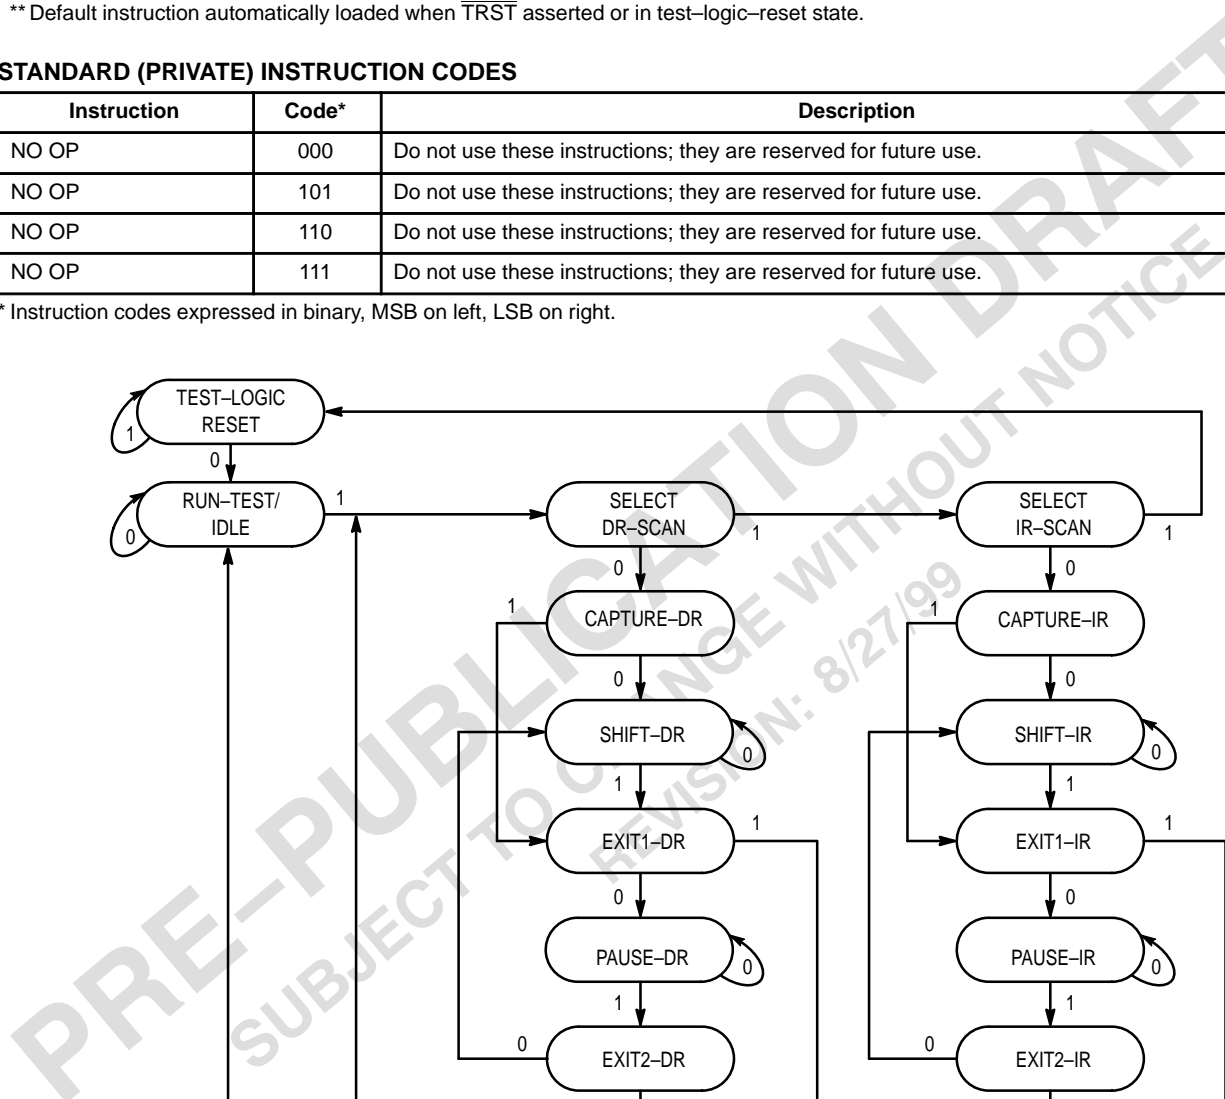 ** Default instruction automatically loaded when TRST asserted or in test–logic–reset state.
STANDARD (PRIVATE) INSTRUCTION CODES
Instruction Code* Description
NO OP 000 Do not use these instructions; they are reserved for future use.
NO OP 101 Do not use these instructions; they are reserved for future use.
NO OP 110 Do not use these instructions; they are reserved for future use.
NO OP 111 Do not use these instructions; they are reserved for future use.
* Instruction codes expressed in binary, MSB on left, LSB on right.
TEST–LOGIC
RESET
1
0
RUN–TEST/
IDLE
0
1
SELECT
DR–SCAN
1
SELECT
IR–SCAN
1
0
0
1
CAPTURE–DR
1
CAPTURE–IR
0
0
SHIFT–DR
0
SHIFT–IR
0
1
1
EXIT1–DR
1
EXIT1–IR
1
0
0
PAUSE–DR
0
PAUSE–IR
0
1
1
0
EXIT2–DR
0
EXIT2–IR
PRE–PUBLICATION DRAFT
SUBJECT TO CHANGE WITHOUT NOTICE
REVISION: 8/27/99